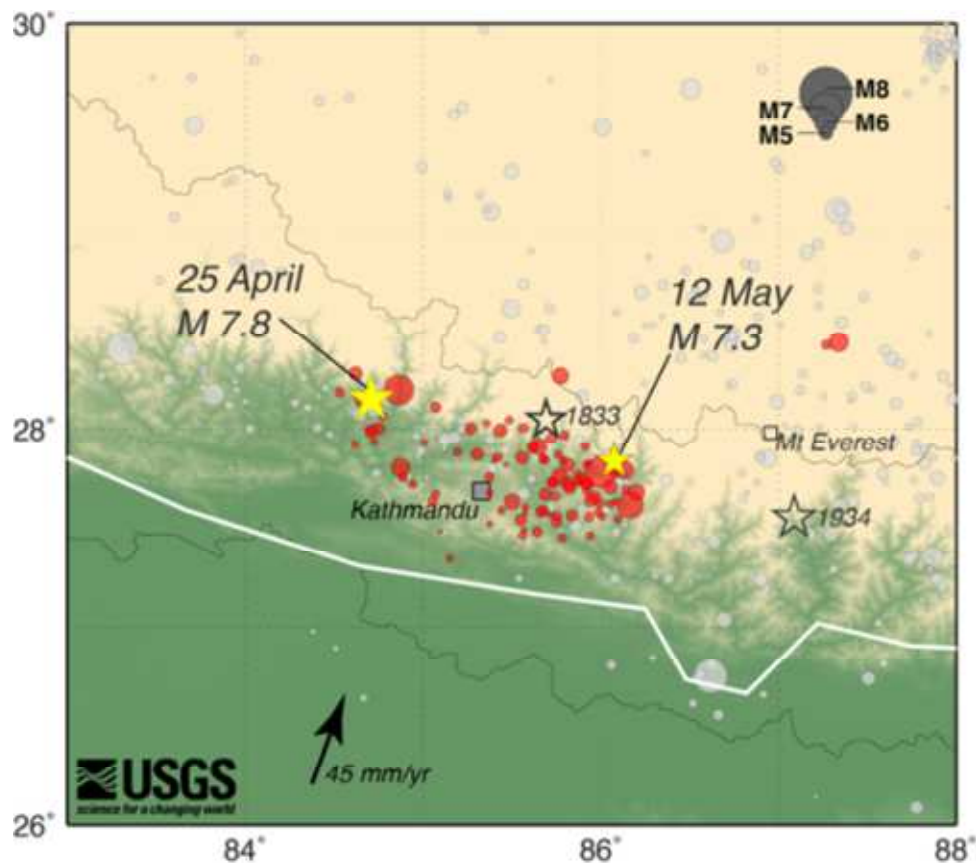 30°
M8
M7
M6
M5
25 April
M 7.8
12 May
M 7.3
28°
1833
Mt Everest
Kathmandu
1934
45 mm/yr
USGS
science for a changing world
26°
84°
86°
88°